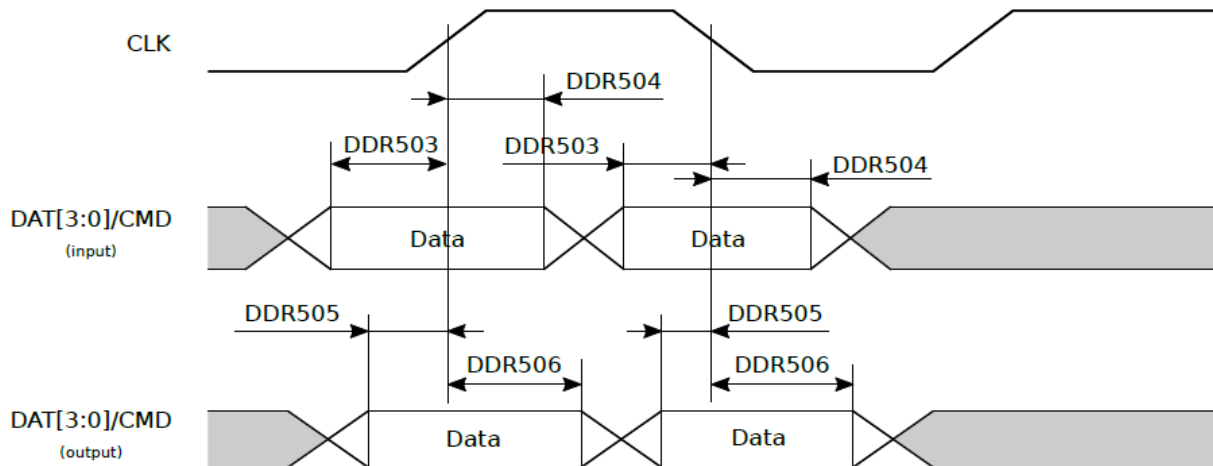 CLK
DDR504
DDR503
DDR503
DDR504
DAT[3:0]/CMD
(input)
Data
Data
DDR505
DDR505
DDR506
DDR506
DAT[3:0]/CMD
(output)
Data
Data